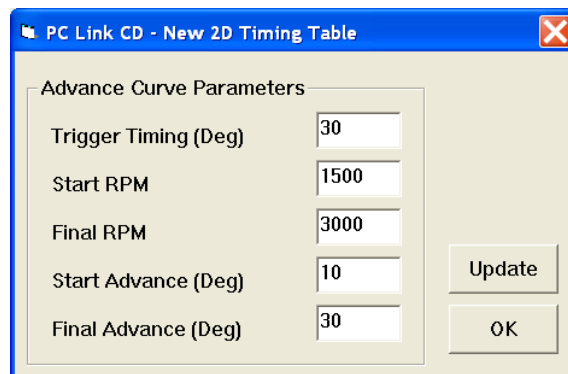 PC Link CD - New 2D Timing Table
Advance Curve Parameters
Trigger Timing (Deg) 30
Start RPM 1500
Final RPM 3000
Start Advance (Deg) 10
Update
Final Advance (Deg) 30
OK